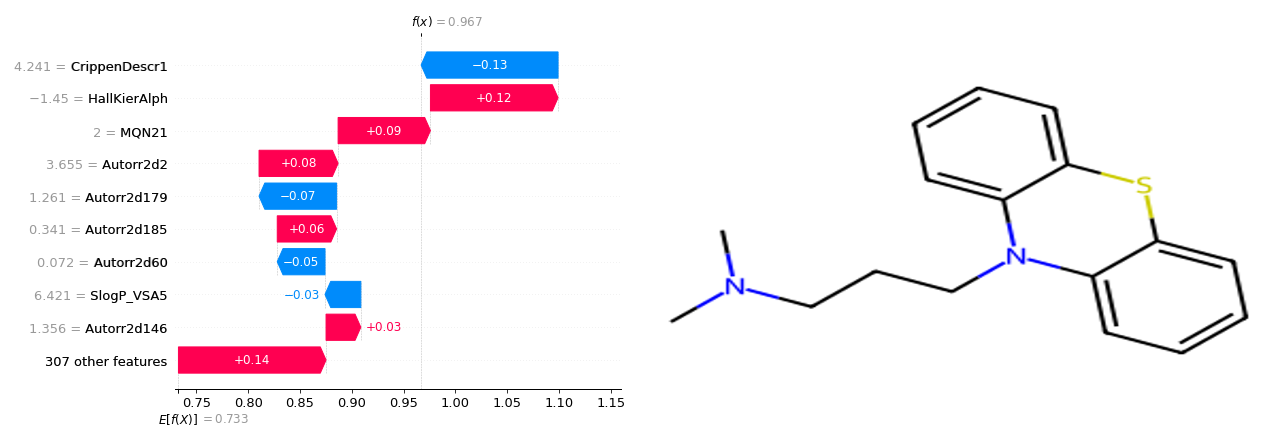 f(x) = 0.967
4.241 = CrippenDescr1
−0.13
−1.45 = HallKierAlph
+0.12
2 = MQN21
+0.09
3.655 = Autorr2d2
+0.08
1.261 = Autorr2d179
−0.07
0.341 = Autorr2d185
+0.06
0.072 = Autorr2d60
−0.05
6.421 = SlogP_VSA5
−0.03
1.356 = Autorr2d146
+0.03
307 other features
+0.14
0.75 0.80 0.85 0.90 0.95 1.00 1.05 1.10 1.15
E[f(X)] = 0.733
S
N
N